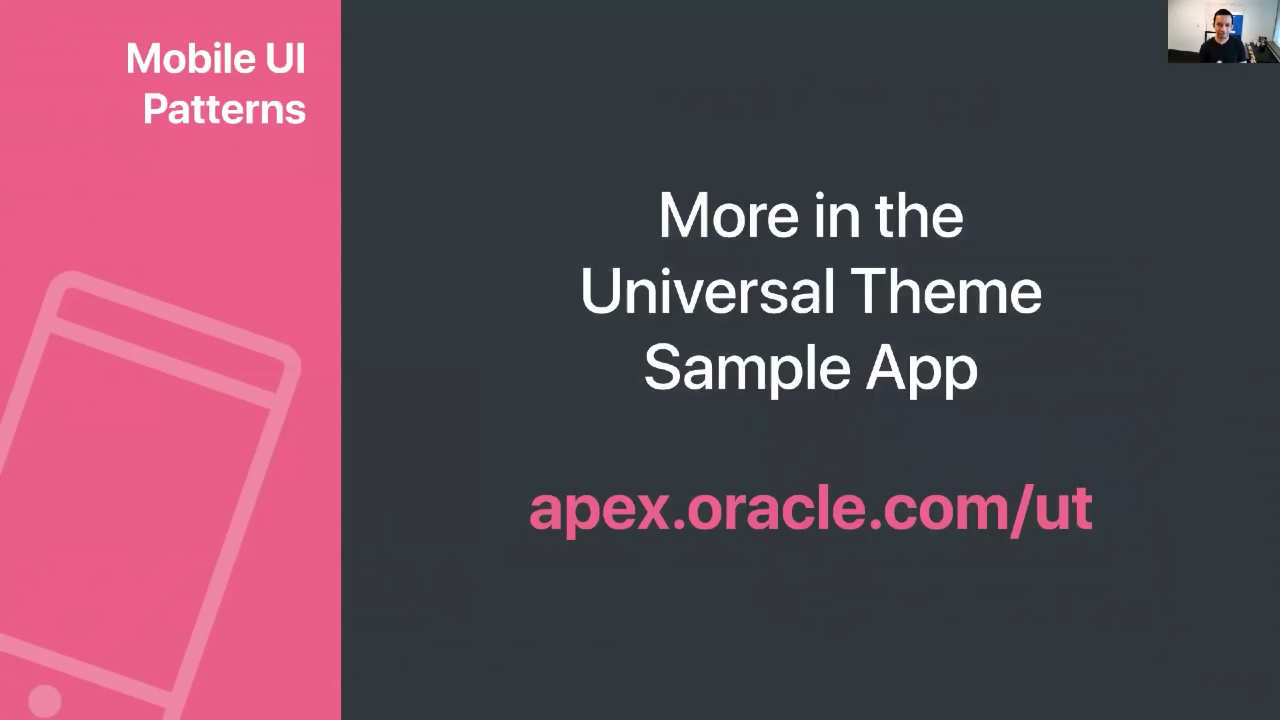 Mobile UI
Patterns
More in the
Universal Theme
Sample App
apex.oracle.com/ut